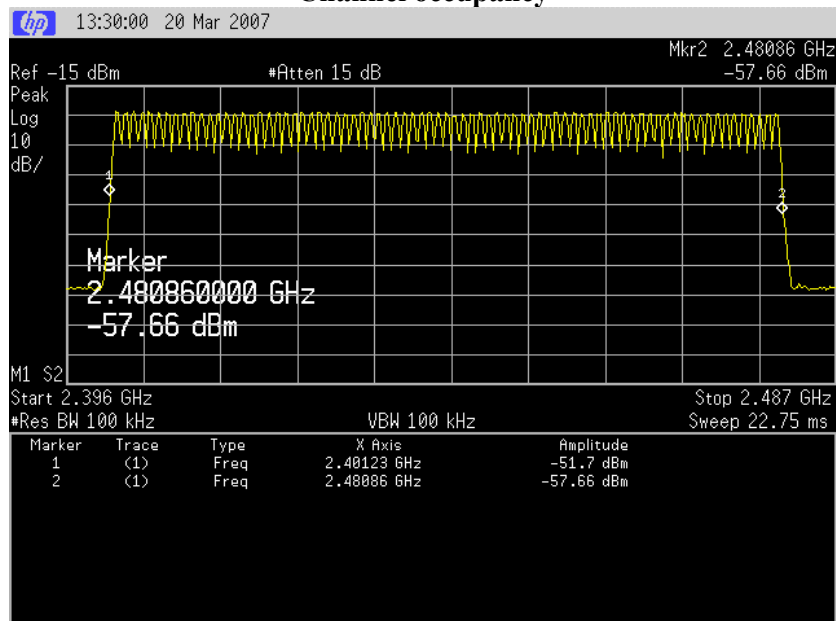 Channel occupancy
hp 13:30:00 20 Mar 2007
Mkr2 2.48086 GHz
Ref -15 dBm #Atten 15 dB -57.66 dBm
Peak
Log
10
dB/
1
2
Marker
2.480860000 GHz
-57.66 dBm
M1 S2
Start 2.396 GHz Stop 2.487 GHz
#Res BW 100 kHz VBW 100 kHz Sweep 22.75 ms
Marker Trace Type X Axis Amplitude
1 (1) Freq 2.40123 GHz -51.7 dBm
2 (1) Freq 2.48086 GHz -57.66 dBm